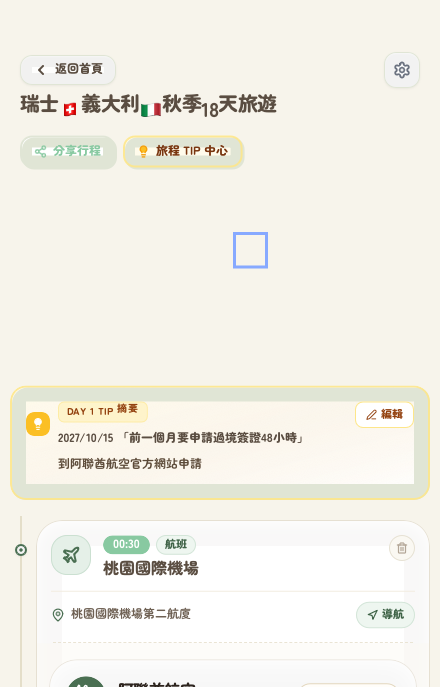 返回首頁
瑞士🇨🇭義大利🇮🇹秋季18天旅遊
分享行程
旅程 TIP 中心
DAY 1 TIP 摘要
編輯
2027/10/15 「前一個月要申請過境簽證48小時」
到阿聯酋航空官方網站申請
00:30 航班
桃園國際機場
桃園國際機場第二航廈
導航